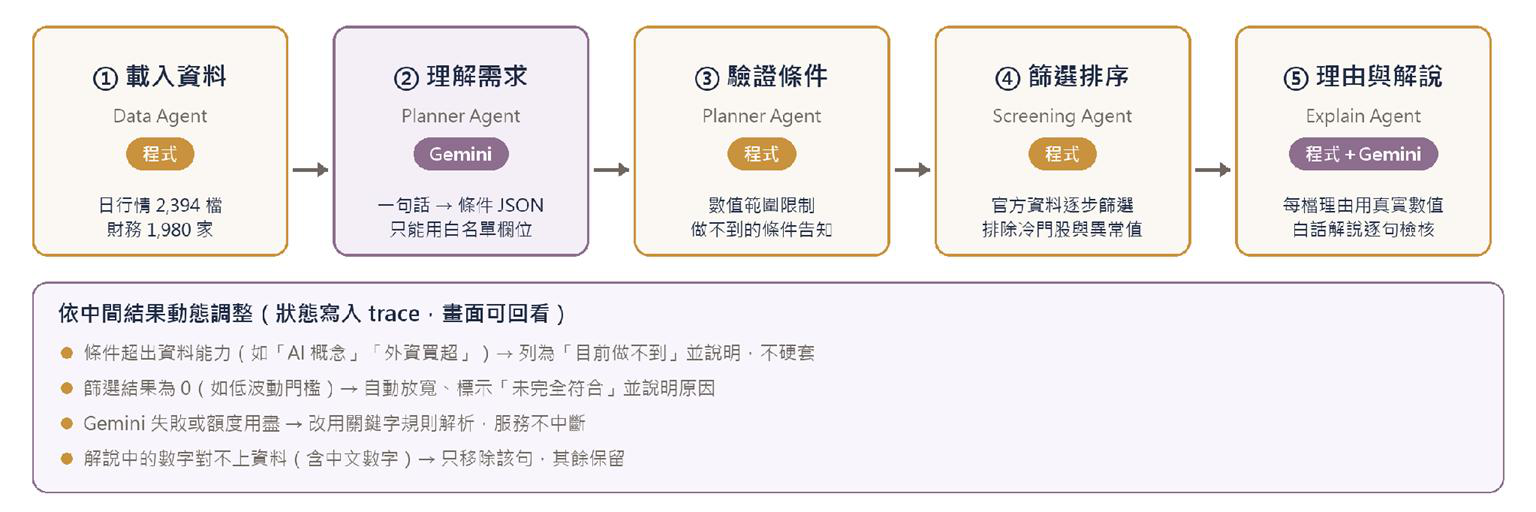 ① 載入資料
Data Agent
程式
日行情 2,394 檔
財務 1,980 家
② 理解需求
Planner Agent
Gemini
一句話 → 條件 JSON
只能用白名單欄位
③ 驗證條件
Planner Agent
程式
數值範圍限制
做不到的條件告知
④ 篩選排序
Screening Agent
程式
官方資料逐步篩選
排除冷門股與異常值
⑤ 理由與解說
Explain Agent
程式 + Gemini
每檔理由用真實數值
白話解說逐句檢核
依中間結果動態調整（狀態寫入 trace，畫面可回看）
條件超出資料能力（如「AI 概念」「外資買超」）→ 列為「目前做不到」並說明，不硬套
篩選結果為 0（如低波動門檻）→ 自動放寬、標示「未完全符合」並說明原因
Gemini 失敗或額度用盡 → 改用關鍵字規則解析，服務不中斷
解說中的數字對不上資料（含中文數字）→ 只移除該句，其餘保留